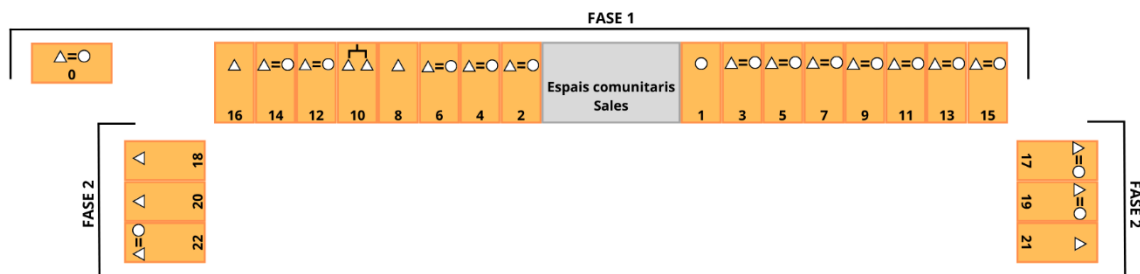 FASE 1
0
16 14 12 10 8 6 4 2
Espais comunitaris
Sales
1 3 5 7 9 11 13 15
FASE 2
18
20
22
17
19
21
FASE 2